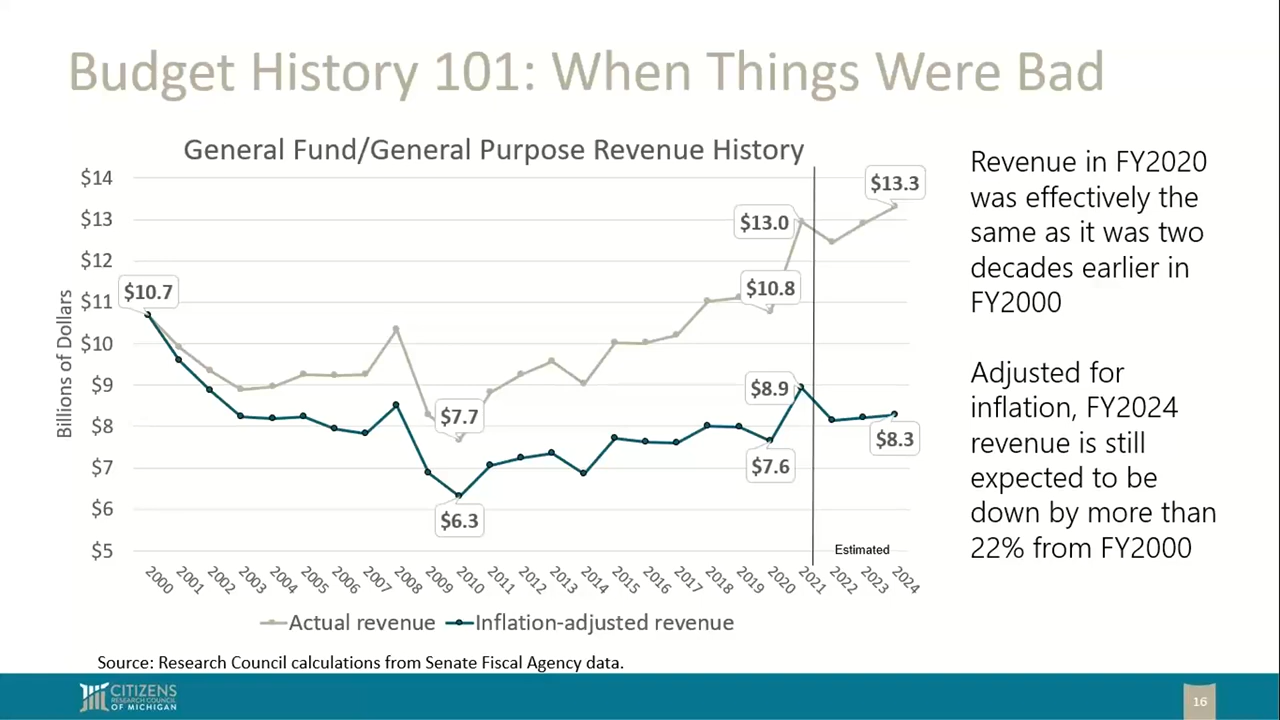 Budget History 101: When Things Were Bad
General Fund/General Purpose Revenue History
Billions of Dollars
$14
$13
$12
$11
$10
$9
$8
$7
$6
$5
$10.7
$7.7
$6.3
$13.0
$10.8
$8.9
$7.6
$13.3
$8.3
Estimated
2000
2001
2002
2003
2004
2005
2006
2007
2008
2009
2010
2011
2012
2013
2014
2015
2016
2017
2018
2019
2020
2021
2022
2023
2024
Actual revenue
Inflation-adjusted revenue
Revenue in FY2020
was effectively the
same as it was two
decades earlier in
FY2000
Adjusted for
inflation, FY2024
revenue is still
expected to be
down by more than
22% from FY2000
Source: Research Council calculations from Senate Fiscal Agency data.
CITIZENS
RESEARCH COUNCIL
OF MICHIGAN
16